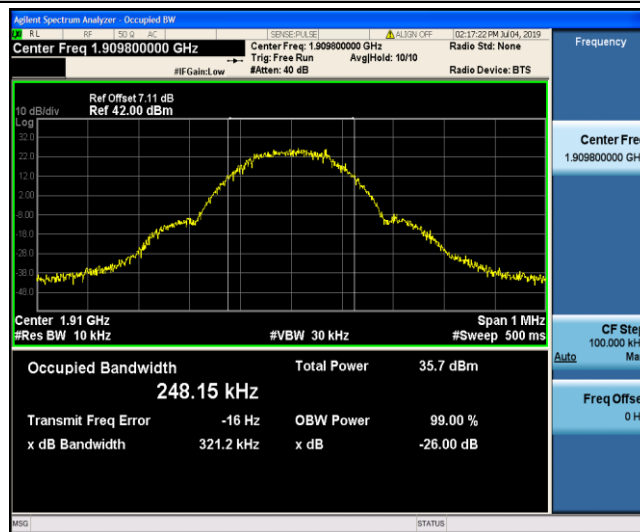 Agilent Spectrum Analyzer - Occupied BW
RL RF 50 Ω AC SENSE:PULSE ALIGN OFF 02:17:22 PM Jul 04, 2019
Center Freq 1.909800000 GHz
Center Freq: 1.909800000 GHz
Radio Std: None
Trig: Free Run
Avg|Hold: 10/10
#IFGain:Low
#Atten: 40 dB
Radio Device: BTS
Ref Offset 7.11 dB
10 dB/div
Ref 42.00 dBm
Log
32.0
22.0
12.0
2.00
-8.00
-18.0
-28.0
-38.0
-48.0
Center 1.91 GHz
Span 1 MHz
#Res BW 10 kHz
#VBW 30 kHz
#Sweep 500 ms
Occupied Bandwidth
Total Power 35.7 dBm
248.15 kHz
Transmit Freq Error -16 Hz
OBW Power 99.00 %
x dB Bandwidth 321.2 kHz
x dB -26.00 dB
MSG
STATUS
Frequency
Center Fre
1.909800000 GH
CF Ste
100.000 kH
Auto Ma
Freq Offse
0 H